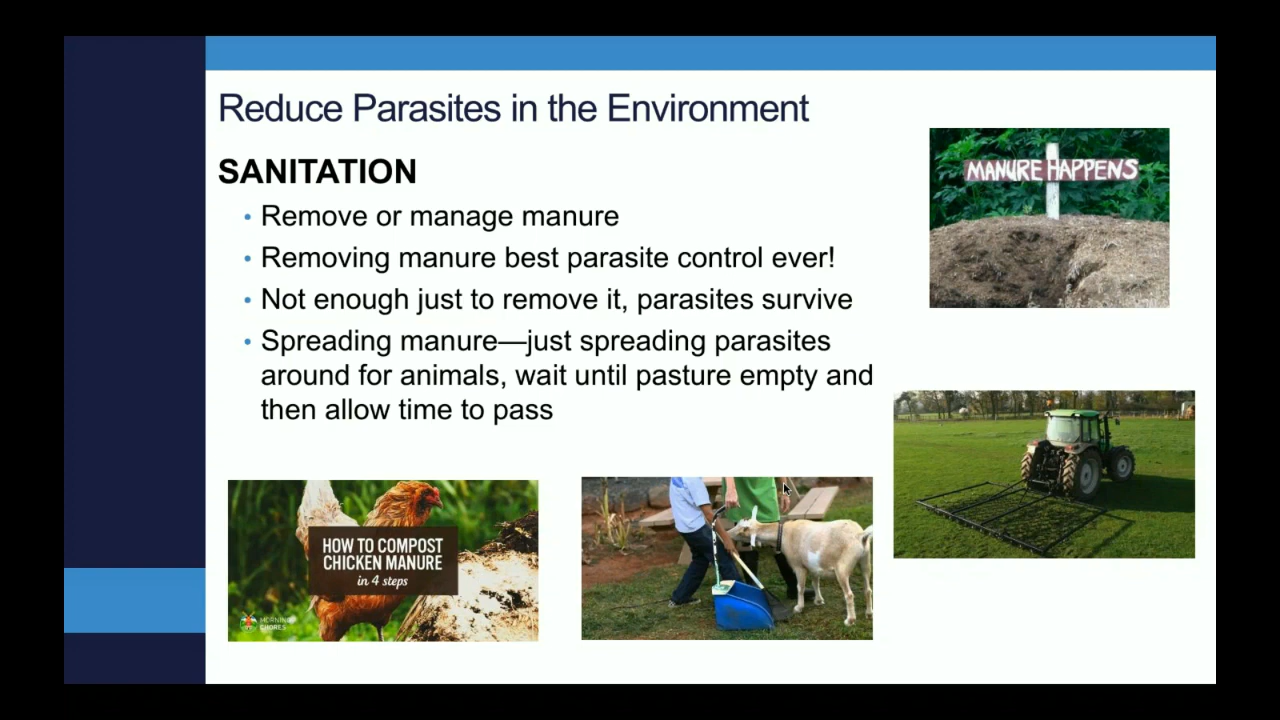 Reduce Parasites in the Environment
SANITATION
• Remove or manage manure
• Removing manure best parasite control ever!
• Not enough just to remove it, parasites survive
• Spreading manure—just spreading parasites
around for animals, wait until pasture empty and
then allow time to pass
MANURE HAPPENS
HOW TO COMPOST
CHICKEN MANURE
in 4 steps
MORNING
CHORES